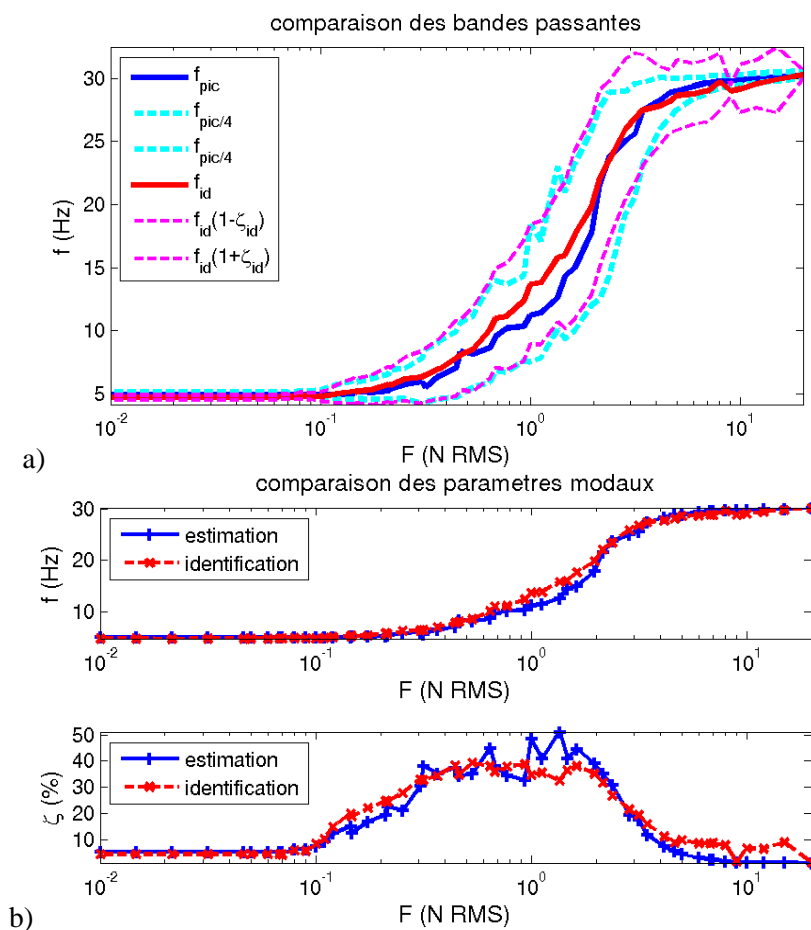 comparaison des bandes passantes
f_pic
f_pic/4
f_pic/4
f_id
f_id(1-ζ_id)
f_id(1+ζ_id)
f (Hz)
30
25
20
15
10
5
10^-2
10^-1
10^0
10^1
F (N RMS)
a)
comparaison des parametres modaux
estimation
identification
f (Hz)
30
20
10
10^-2
10^-1
10^0
10^1
F (N RMS)
estimation
identification
ζ (%)
50
40
30
20
10
10^-2
10^-1
10^0
10^1
F (N RMS)
b)